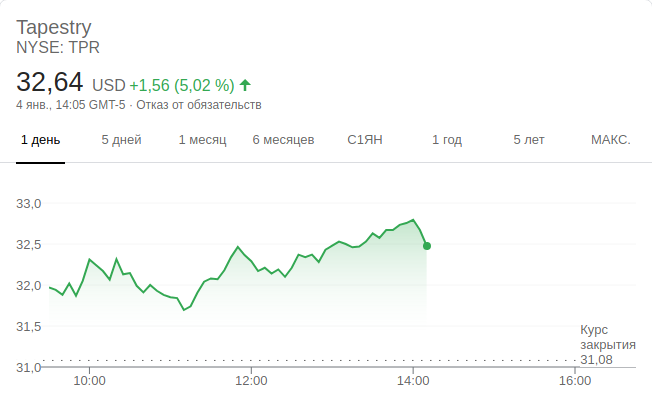 Tapestry
NYSE: TPR
32,64 USD +1,56 (5,02 %)
4 янв., 14:05 GMT-5 · Отказ от обязательств
1 день 5 дней 1 месяц 6 месяцев С1ЯН 1 год 5 лет МАКС.
33,0
32,5
32,0
31,5
Курс
закрытия
31,08
31,0
10:00 12:00 14:00 16:00